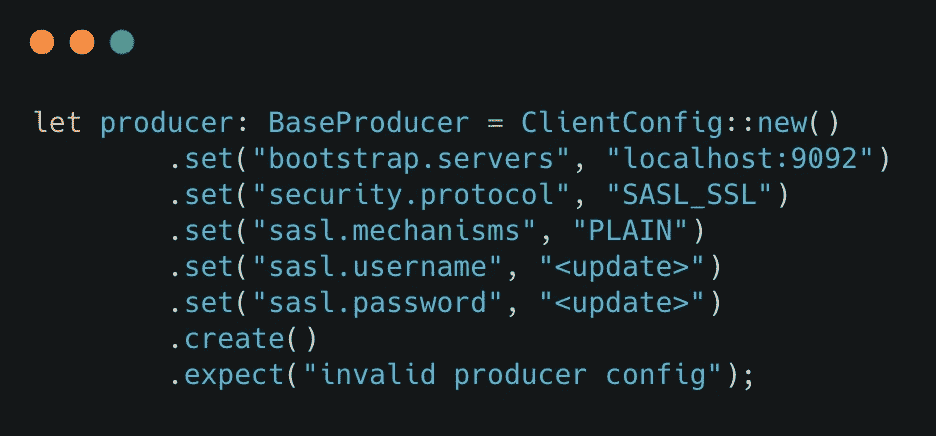 let producer: BaseProducer = ClientConfig::new()
        .set("bootstrap.servers", "localhost:9092")
        .set("security.protocol", "SASL_SSL")
        .set("sasl.mechanisms", "PLAIN")
        .set("sasl.username", "<update>")
        .set("sasl.password", "<update>")
        .create()
        .expect("invalid producer config");